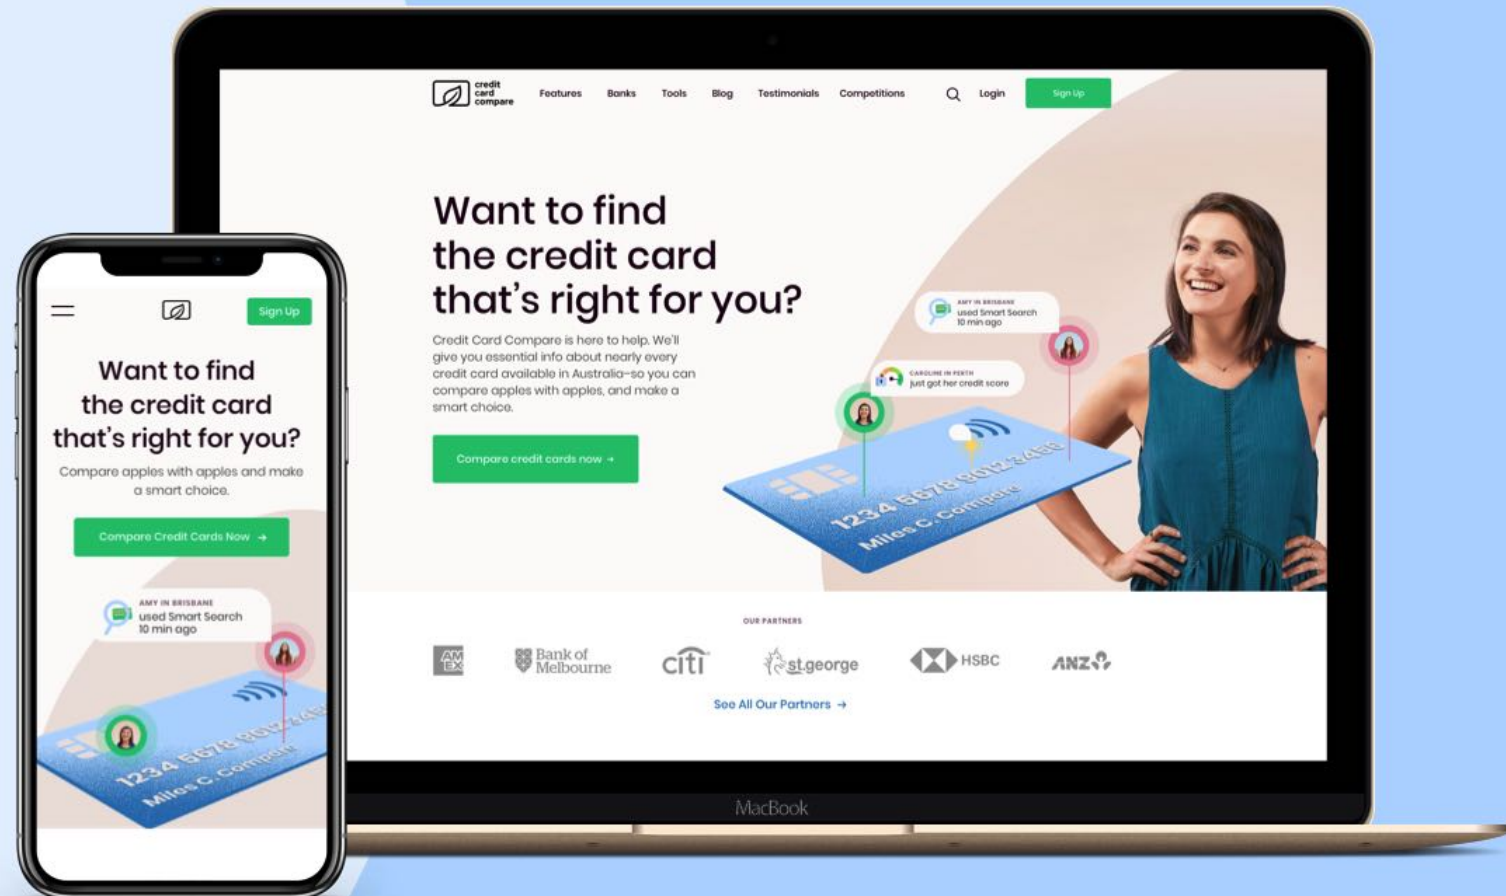 credit
card
compare
Features
Banks
Tools
Blog
Testimonials
Competitions
Login
Sign Up
Want to find
the credit card
that's right for you?
Credit Card Compare is here to help. We'll
give you essential info about nearly every
credit card available in Australia–so you can
compare apples with apples, and make a
smart choice.
Compare credit cards now →
AMY IN BRISBANE
used Smart Search
10 min ago
CAROLINE IN PERTH
just got her credit score
1234 5678 90123456
Miles C. Compare
OUR PARTNERS
AM
EX
Bank of
Melbourne
citi
st.george
HSBC
ANZ
See All Our Partners →
MacBook
Sign Up
Want to find
the credit card
that's right for you?
Compare apples with apples and make
a smart choice.
Compare Credit Cards Now →
AMY IN BRISBANE
used Smart Search
10 min ago
1234 5678 90123456
Miles C. Compare